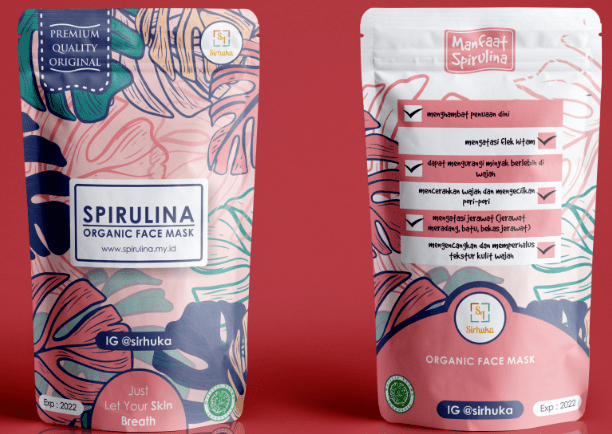 PREMIUM
QUALITY
ORIGINAL
Sirhuka
SPIRULINA
ORGANIC FACE MASK
www.spirulina.my.id
IG @sirhuka
Just
Let Your Skin
Breath
Exp : 2022
Manfaat
Spirulina
menghambat penuaan dini
mengatasi flek hitam
dapat mengurangi minyak berlebih di
wajah
mencerahkan wajah dan mengecilkan
pori-pori
mengatasi jerawat (jerawat
meradang, batu, bekas jerawat)
mengencangkan dan memperhalus
tekstur kulit wajah
Sirhuka
ORGANIC FACE MASK
IG @sirhuka
Exp : 2022